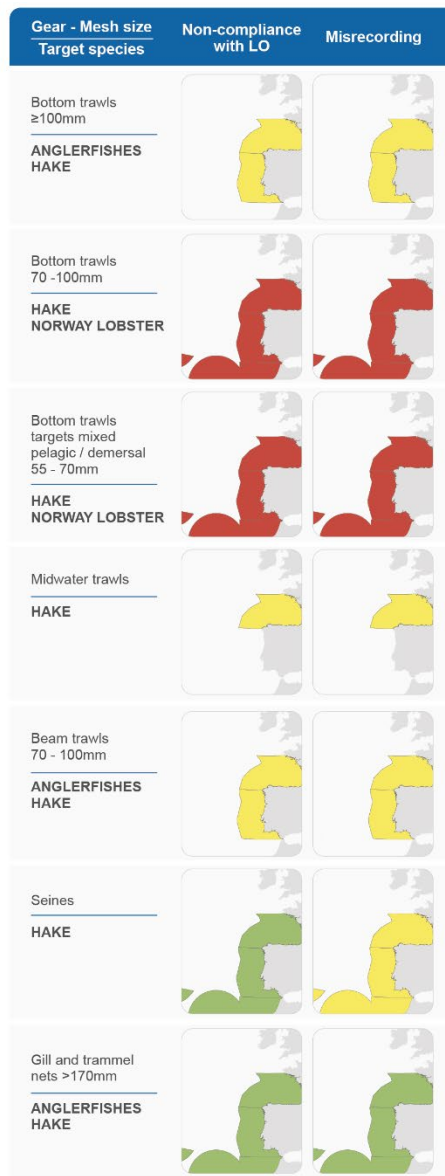 Gear - Mesh size
Target species
Non-compliance
with LO
Misrecording
Bottom trawls
≥100mm
ANGLERFISHES
HAKE
Bottom trawls
70 -100mm
HAKE
NORWAY LOBSTER
Bottom trawls
targets mixed
pelagic / demersal
55 - 70mm
HAKE
NORWAY LOBSTER
Midwater trawls
HAKE
Beam trawls
70 - 100mm
ANGLERFISHES
HAKE
Seines
HAKE
Gill and trammel
nets >170mm
ANGLERFISHES
HAKE